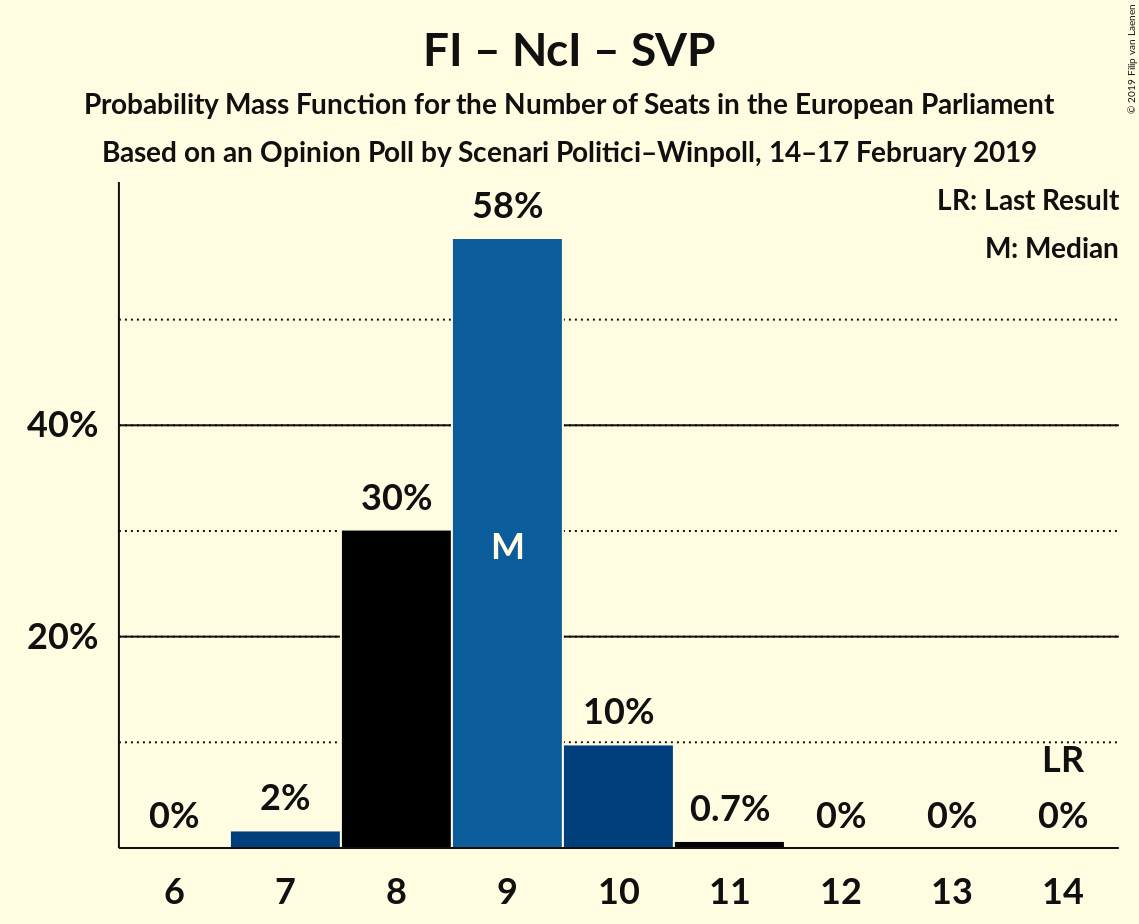 FI – NcI – SVP
Probability Mass Function for the Number of Seats in the European Parliament
Based on an Opinion Poll by Scenari Politici–Winpoll, 14–17 February 2019
© 2019 Filip van Laenen
LR: Last Result
M: Median
58%
40%
30%
M
20%
10%
LR
0%
2%
0.7%
0%
0%
0%
6 7 8 9 10 11 12 13 14